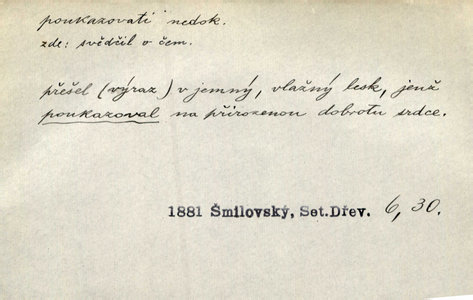 poukazovati nedok.
zde: svědčil o čem.
přešel (výraz) v jemný, vlažný lesk, jenž
poukazoval na přirozenou dobrotu srdce.
1881 Šmilovský, Set.Dřev. 6, 30.